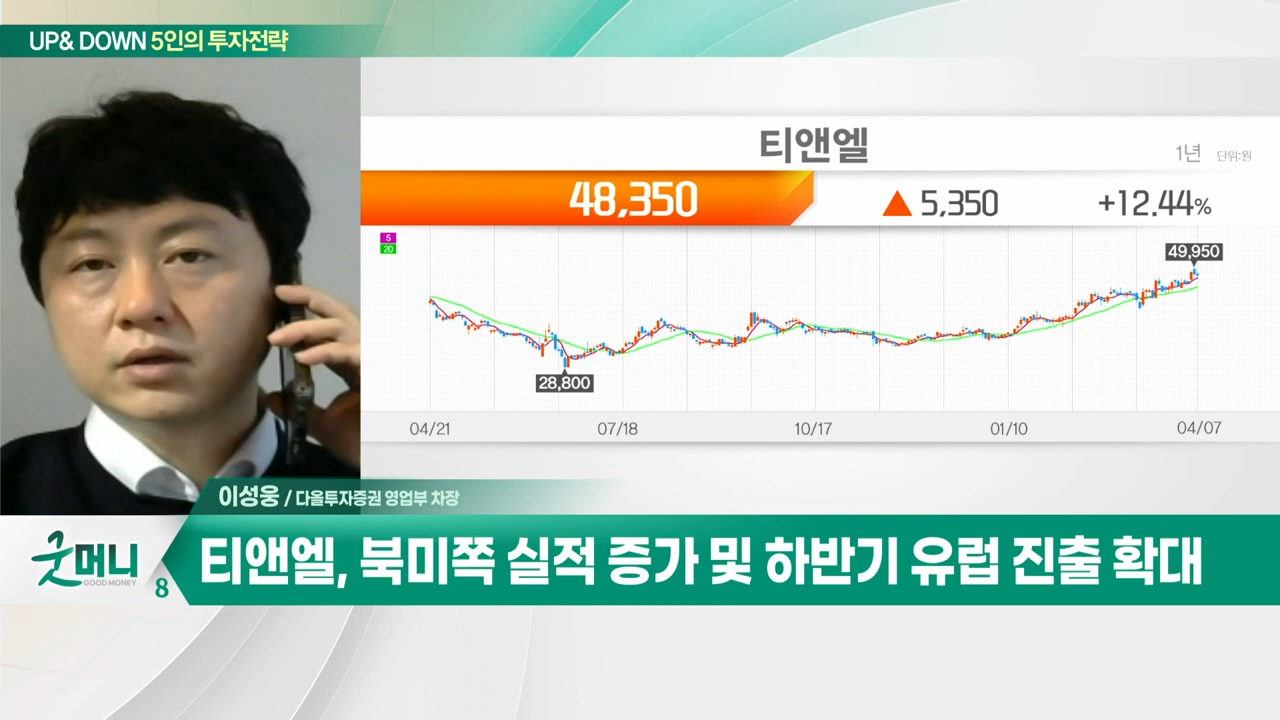 UP& DOWN 5인의 투자전략
티앤엘
1년 단위:원
48,350 ▲ 5,350 +12.44%
5
20
49,950
28,800
04/21 07/18 10/17 01/10 04/07
이성웅 / 다올투자증권 영업부 차장
굿머니
GOOD MONEY
8
티앤엘, 북미쪽 실적 증가 및 하반기 유럽 진출 확대